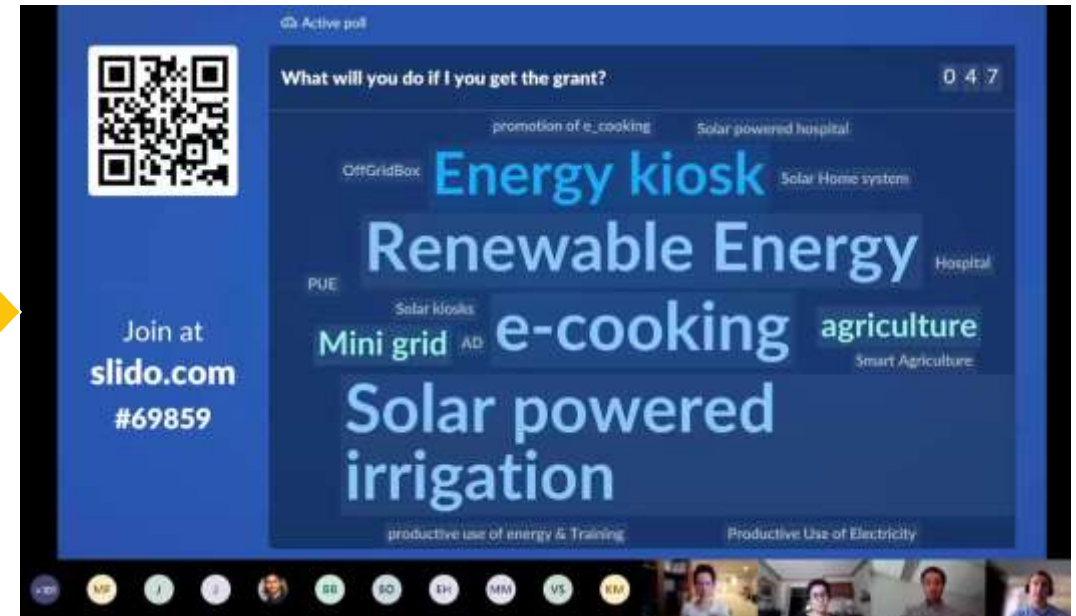 Active poll
What will you do if I you get the grant?
0 4 7
promotion of e_cooking
Solar powered hospital
OffGridBox
Energy kiosk
Solar Home system
Renewable Energy
Hospital
PUE
Solar kiosks
Mini grid
AD
e-cooking
agriculture
Smart Agriculture
Solar powered
irrigation
productive use of energy & Training
Productive Use of Electricity
Join at
slido.com
#69859
MF
J
J
BB
BO
EH
MM
VS
KM